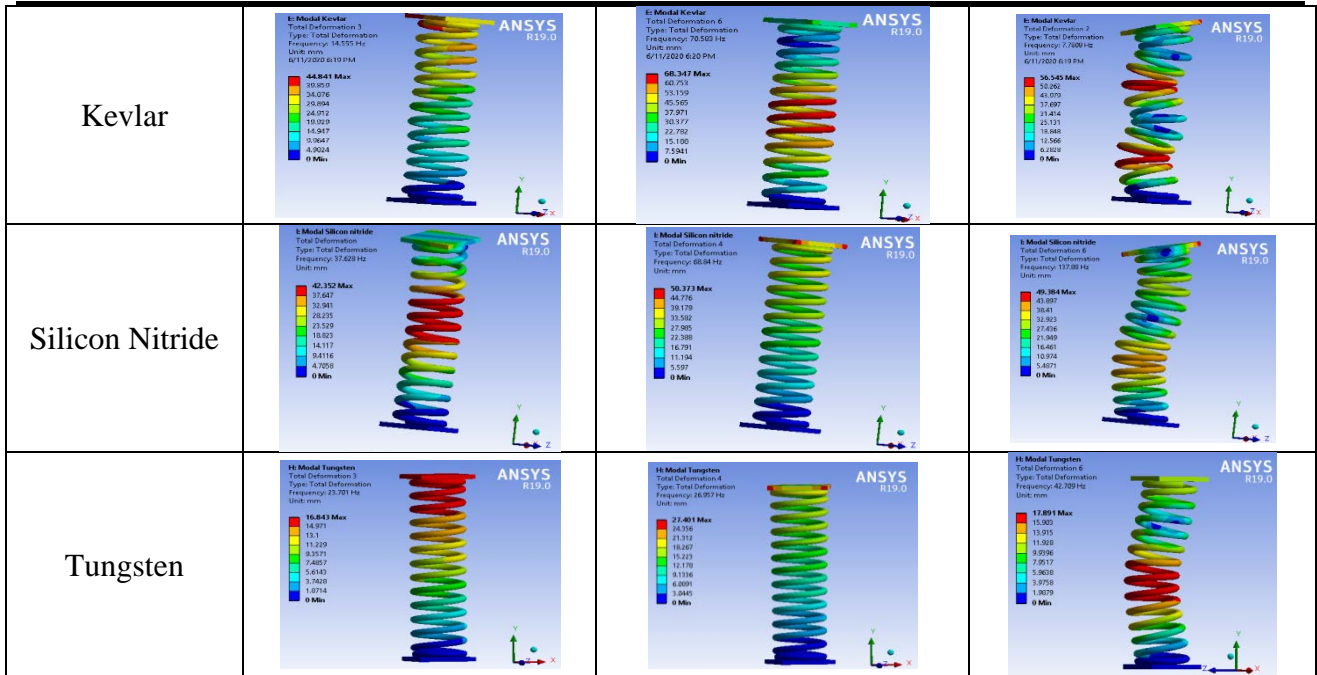 Kevlar
E: Modal Kevlar
Total Deformation 3
Type: Total Deformation
Frequency: 14.555 Hz
Unit: mm
6/11/2020 6:19 PM
44.841 Max
39.859
34.876
29.894
24.912
19.929
14.947
9.9647
4.9824
0 Min
ANSYS
R19.0
Y
Z X
E: Modal Kevlar
Total Deformation 6
Type: Total Deformation
Frequency: 70.503 Hz
Unit: mm
6/11/2020 6:20 PM
68.347 Max
60.753
53.159
45.565
37.971
30.377
22.782
15.188
7.5941
0 Min
ANSYS
R19.0
Y
Z X
E: Modal Kevlar
Total Deformation 2
Type: Total Deformation
Unit: mm
6/11/2020 6:19 PM
56.545 Max
50.262
43.979
37.697
31.414
25.131
18.848
12.566
6.2828
0 Min
ANSYS
R19.0
Y
Z X
Silicon Nitride
Modal Silicon nitride
Total Deformation
Type: Total Deformation
Frequency: 37.628 Hz
Unit: mm
42.352 Max
37.647
32.941
28.235
23.529
18.823
14.117
9.4116
4.7058
0 Min
ANSYS
R19.0
Y
Z
Modal Silicon nitride
Total Deformation 4
Type: Total Deformation
Frequency: 68.84 Hz
Unit: mm
50.373 Max
44.776
39.179
33.582
27.985
22.388
16.791
11.194
5.597
0 Min
ANSYS
R19.0
Y
Z
Modal Silicon nitride
Total Deformation 6
Type: Total Deformation
Frequency: 137.88 Hz
Unit: mm
49.384 Max
43.897
38.41
32.923
27.436
21.949
16.461
10.974
5.4871
0 Min
ANSYS
R19.0
Y
Z
Tungsten
H: Modal Tungsten
Total Deformation 3
Type: Total Deformation
Frequency: 23.701 Hz
Unit: mm
16.843 Max
14.971
13.1
11.229
9.3571
7.4857
5.6143
3.7428
1.8714
0 Min
ANSYS
R19.0
Y
Z X
H: Modal Tungsten
Total Deformation 4
Type: Total Deformation
Frequency: 26.957 Hz
Unit: mm
27.401 Max
24.356
21.312
18.267
15.223
12.178
9.1336
6.0891
3.0445
0 Min
ANSYS
R19.0
Y
Z X
H: Modal Tungsten
Total Deformation 6
Type: Total Deformation
Frequency: 42.709 Hz
Unit: mm
17.891 Max
15.903
13.915
11.928
9.9396
7.9517
5.9638
3.9758
1.9879
0 Min
ANSYS
R19.0
Y
Z X